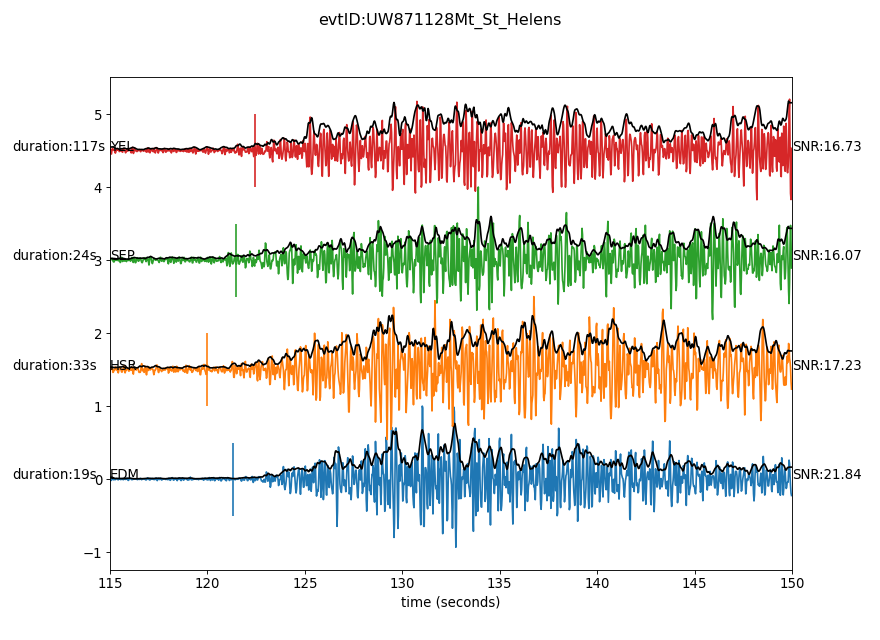 evtID:UW871128Mt_St_Helens
5
duration:117s YEL SNR:16.73
4
duration:24s SEP SNR:16.07
3
2
duration:33s HSR SNR:17.23
1
duration:19s EDM SNR:21.84
0
−1
115 120 125 130 135 140 145 150
time (seconds)